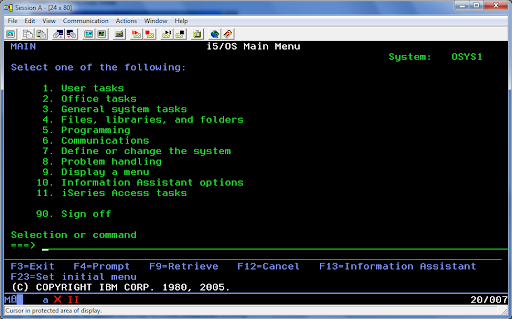 Session A - [24 x 80]
File Edit View Communication Actions Window Help
MAIN i5/OS Main Menu
System: OSYS1
Select one of the following:
1. User tasks
2. Office tasks
3. General system tasks
4. Files, libraries, and folders
5. Programming
6. Communications
7. Define or change the system
8. Problem handling
9. Display a menu
10. Information Assistant options
11. iSeries Access tasks
90. Sign off
Selection or command
===>
F3=Exit F4=Prompt F9=Retrieve F12=Cancel F13=Information Assistant
F23=Set initial menu
(C) COPYRIGHT IBM CORP. 1980, 2005.
a X II 20/007
Cursor in protected area of display.